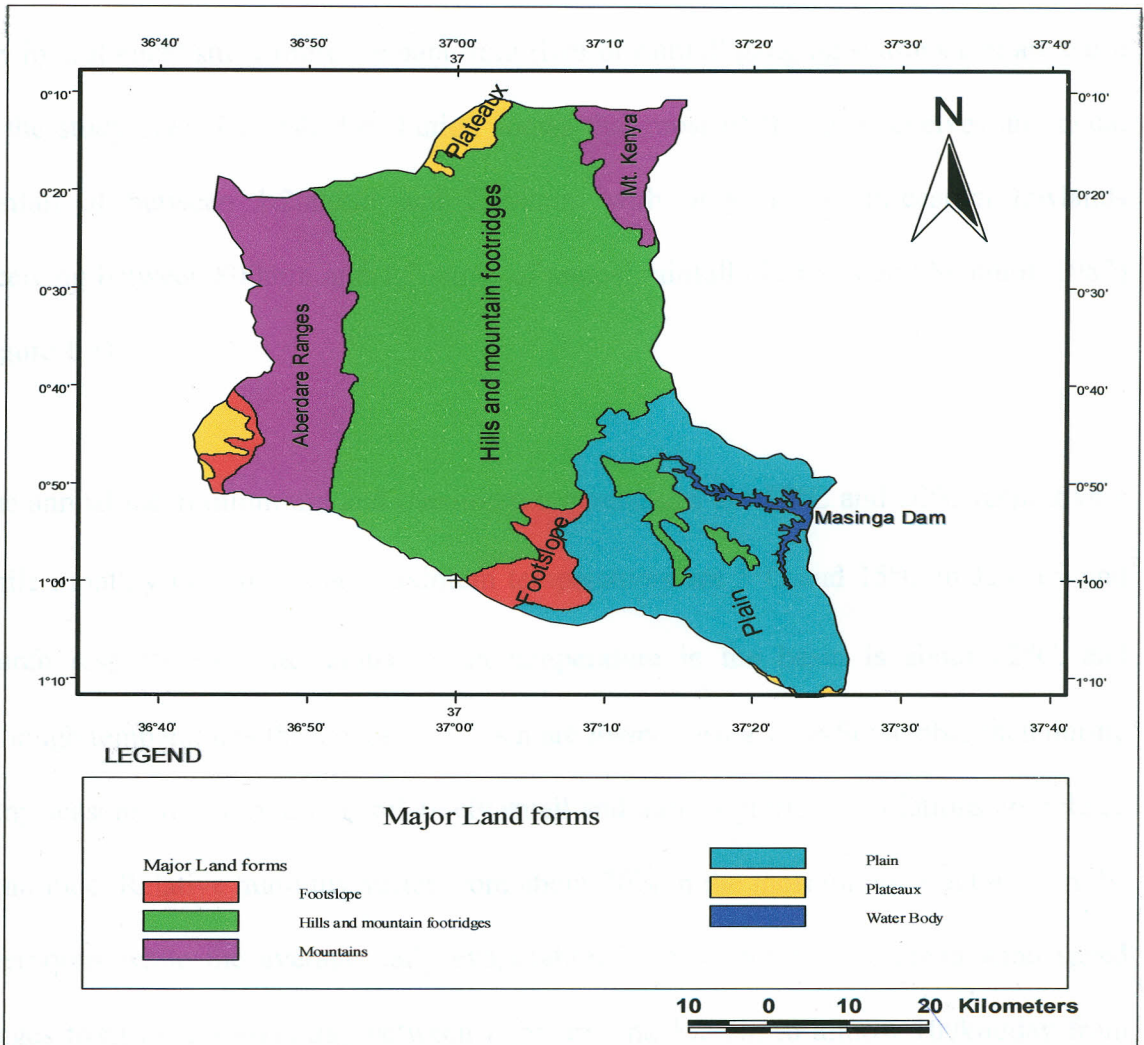 36°40' 36°50' 37°00' 37°10' 37°20' 37°30' 37°40'
37
0°10' 0°10'
0°20' 0°20'
0°30' 0°30'
0°40' 0°40'
0°50' 0°50'
1°00' 1°00'
1°10' 1°10'
N
Plateaux
Mt. Kenya
Hills and mountain footridges
Aberdare Ranges
Masinga Dam
Footslope
Plain
37
36°40' 36°50' 37°00' 37°10' 37°20' 37°30' 37°40'
LEGEND
Major Land forms
Major Land forms
Footslope
Hills and mountain footridges
Mountains
Plain
Plateaux
Water Body
10 0 10 20 Kilometers